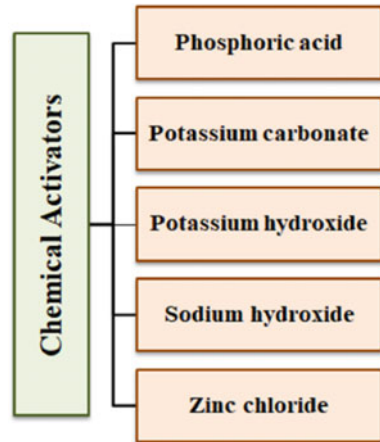 Chemical Activators
Phosphoric acid
Potassium carbonate
Potassium hydroxide
Sodium hydroxide
Zinc chloride